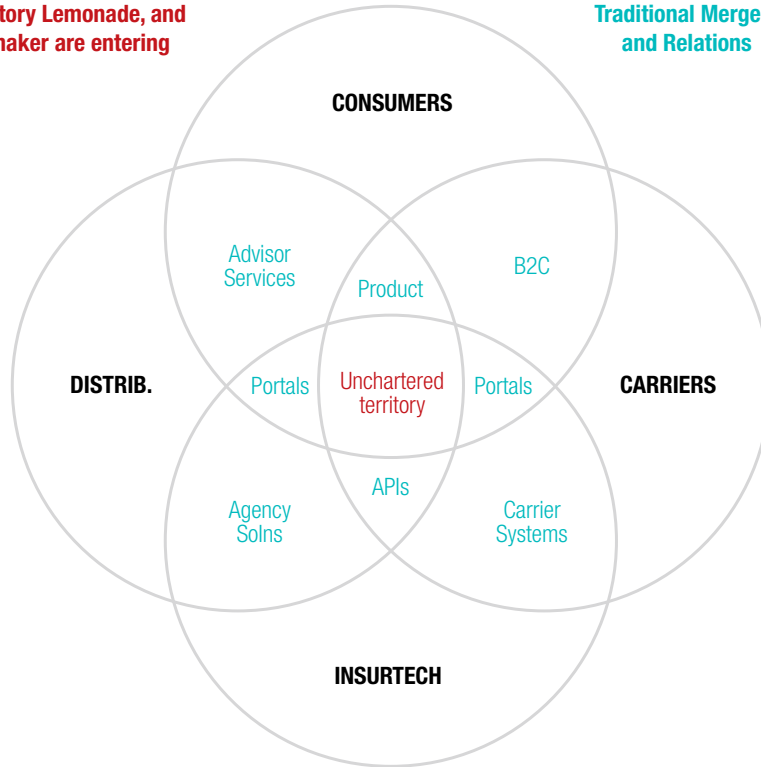 tory Lemonade, and
naker are entering
Traditional Merge
and Relations
CONSUMERS
Advisor
Services
Product
B2C
DISTRIB.
Portals
Unchartered
territory
Portals
CARRIERS
Agency
Solns
APIs
Carrier
Systems
INSURTECH